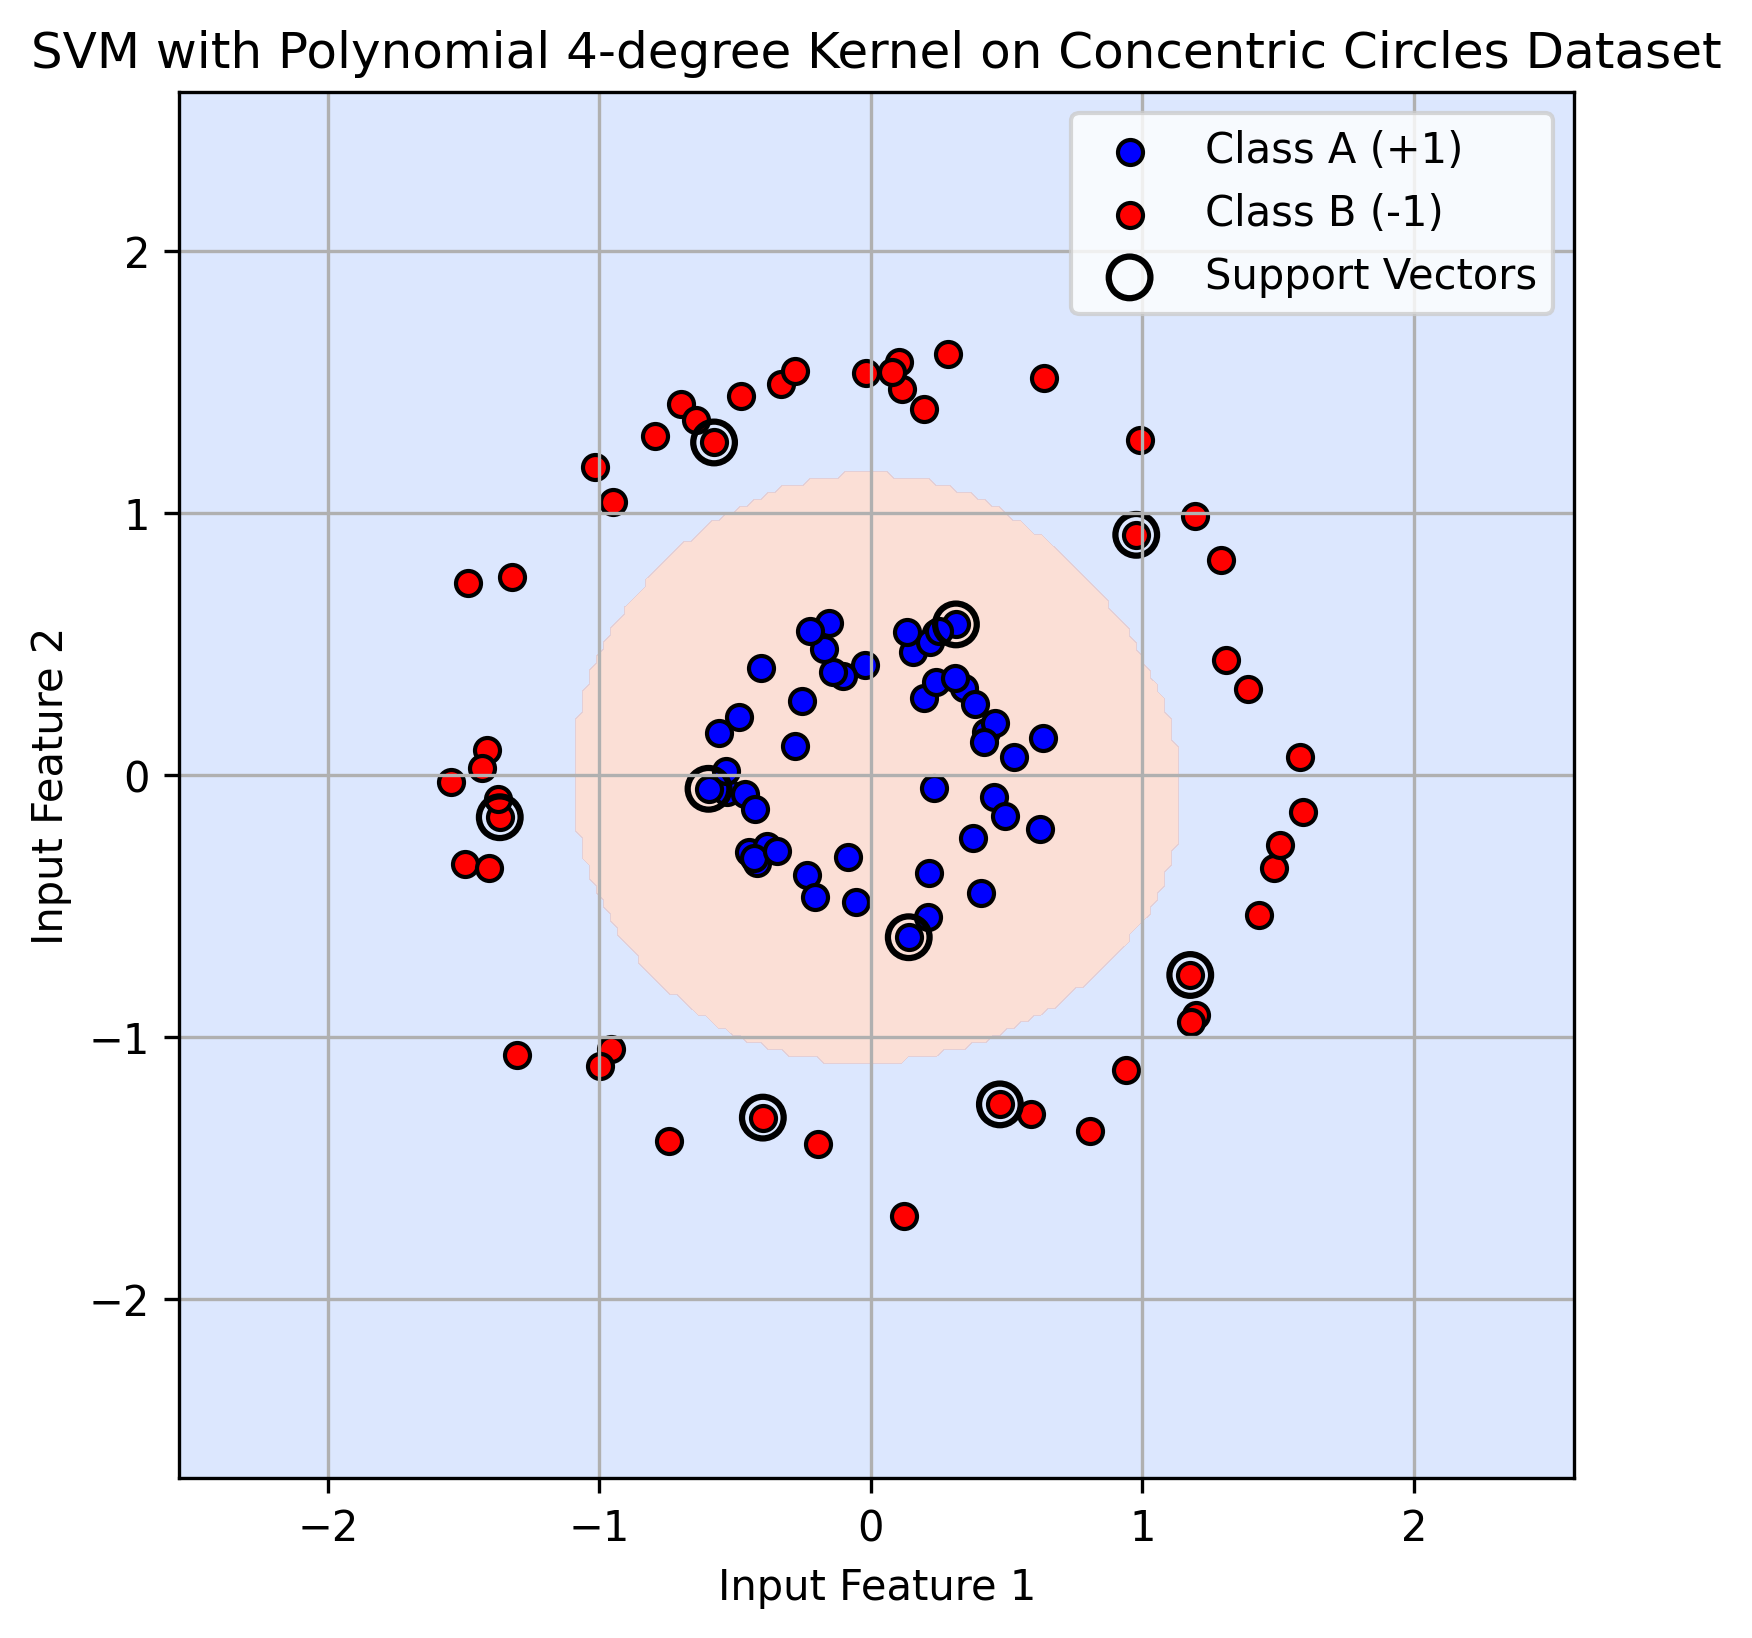 SVM with Polynomial 4-degree Kernel on Concentric Circles Dataset
Class A (+1)
Class B (-1)
Support Vectors
Input Feature 2
2
1
0
−1
−2
−2
−1
0
1
2
Input Feature 1